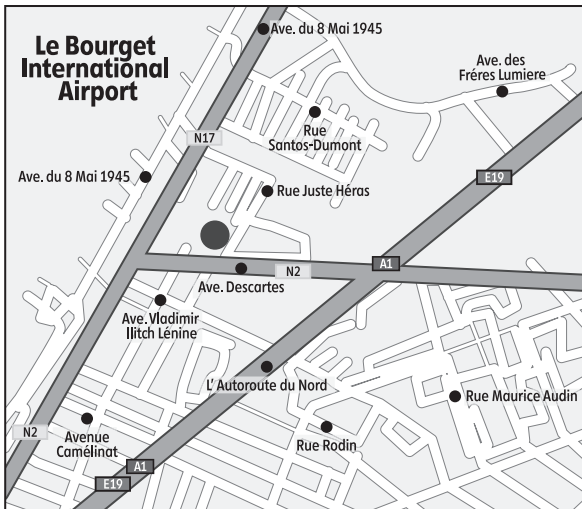 Le Bourget
International
Airport
Ave. du 8 Mai 1945
Ave. des
Fréres Lumiere
Rue
Santos-Dumont
N17
Ave. du 8 Mai 1945
E19
Rue Juste Héras
A1
N2
Ave. Descartes
Ave. Vladimir
Ilitch Lénine
L' Autoroute du Nord
Rue Maurice Audin
N2
Avenue
Camélinat
Rue Rodin
A1
E19